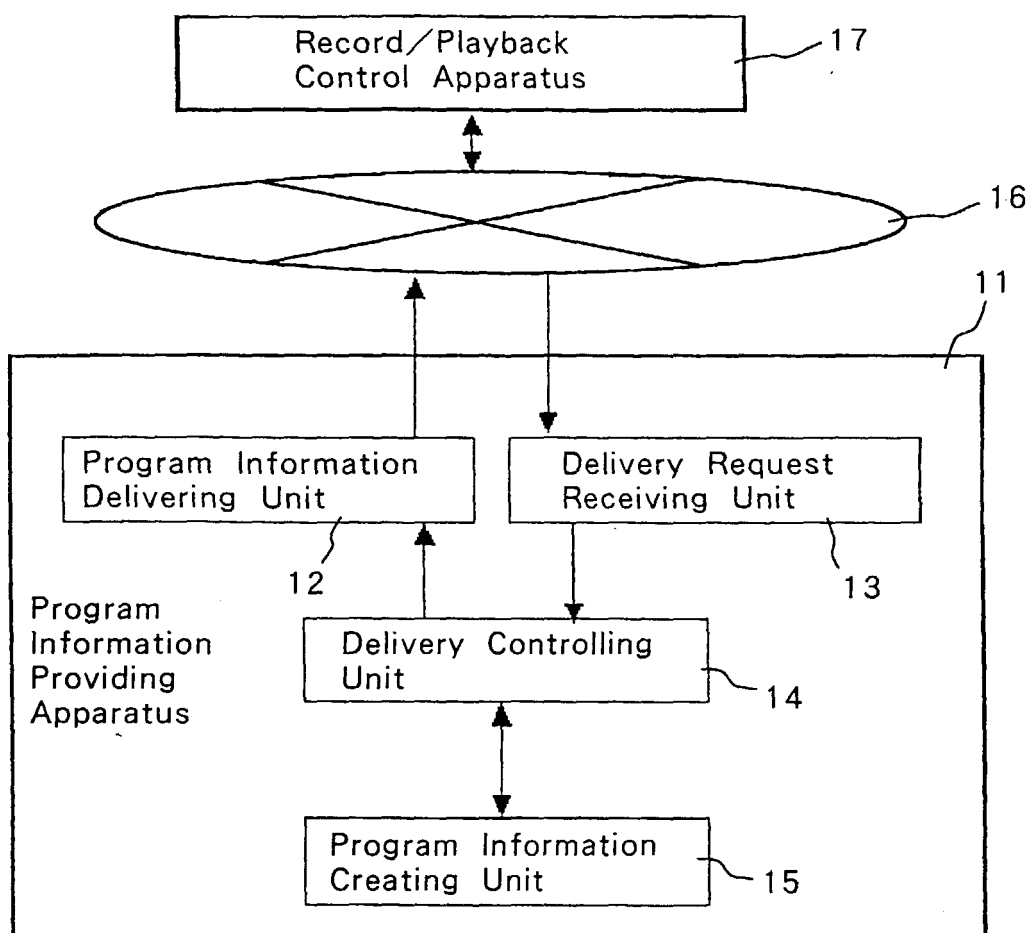 Record/Playback
Control Apparatus
17
16
11
Program Information
Delivering Unit
Delivery Request
Receiving Unit
12
13
Program
Information
Providing
Apparatus
Delivery Controlling
Unit
14
Program Information
Creating Unit
15